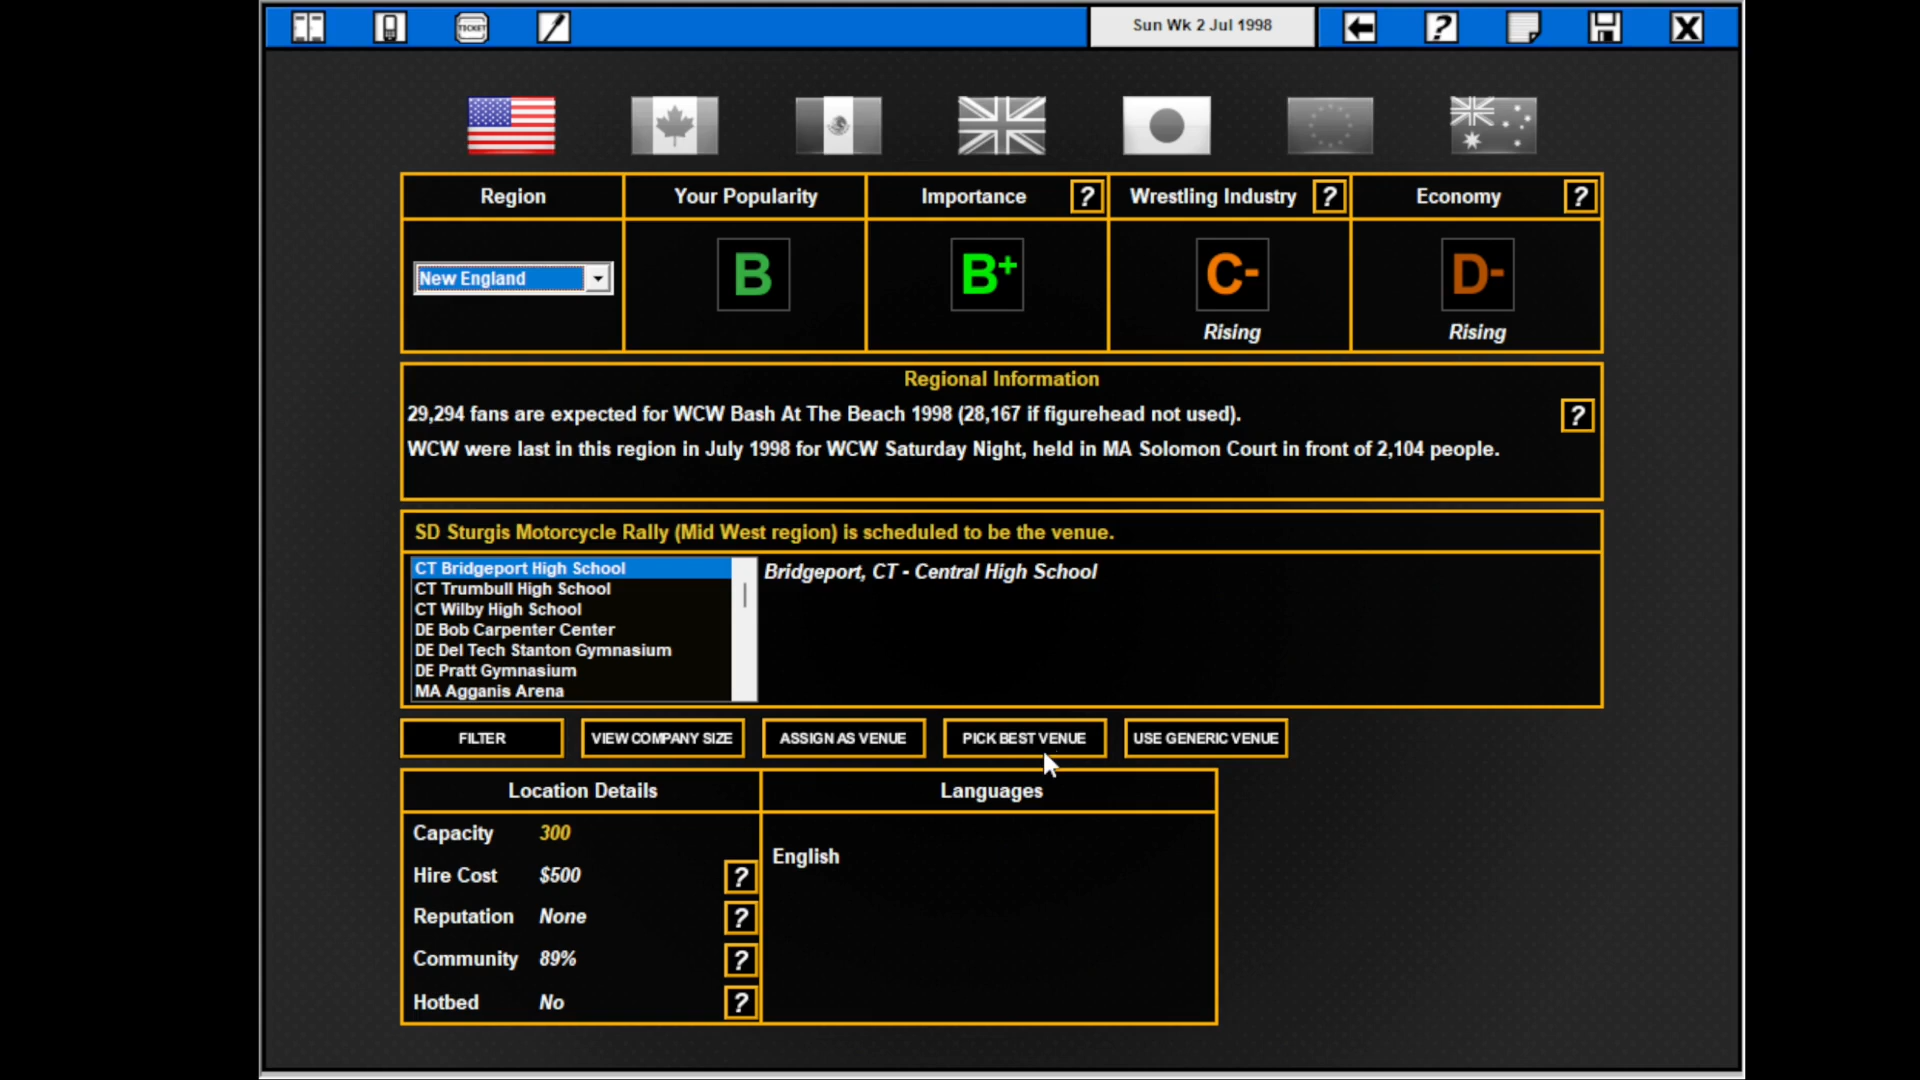 TICKET
Sun Wk 2 Jul 1998
?
Region
Your Popularity
Importance ?
Wrestling Industry ?
Economy ?
New England
B
B+
C-
D-
Rising
Rising
Regional Information
29,294 fans are expected for WCW Bash At The Beach 1998 (28,167 if figurehead not used).
?
WCW were last in this region in July 1998 for WCW Saturday Night, held in MA Solomon Court in front of 2,104 people.
SD Sturgis Motorcycle Rally (Mid West region) is scheduled to be the venue.
CT Bridgeport High School
CT Trumbull High School
CT Wilby High School
DE Bob Carpenter Center
DE Del Tech Stanton Gymnasium
DE Pratt Gymnasium
MA Agganis Arena
Bridgeport, CT - Central High School
FILTER
VIEW COMPANY SIZE
ASSIGN AS VENUE
PICK BEST VENUE
USE GENERIC VENUE
Location Details
Languages
Capacity 300
Hire Cost $500 ?
Reputation None ?
Community 89% ?
Hotbed No ?
English